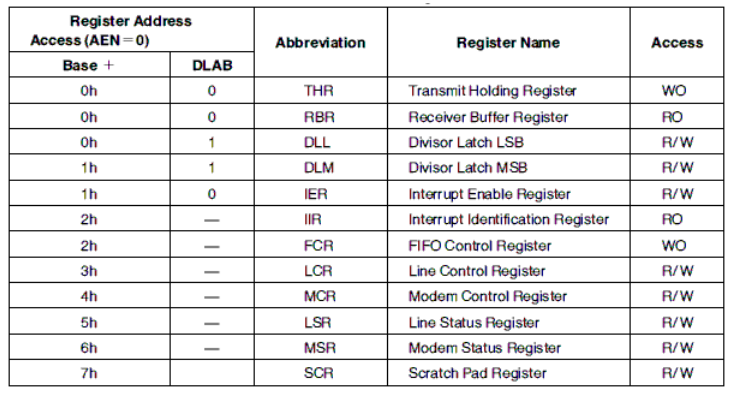 Register Address
Access (AEN = 0)
Abbreviation
Register Name
Access
Base +
DLAB
0h 0 THR Transmit Holding Register WO
0h 0 RBR Receiver Buffer Register RO
0h 1 DLL Divisor Latch LSB R/W
1h 1 DLM Divisor Latch MSB R/W
1h 0 IER Interrupt Enable Register R/W
2h — IIR Interrupt Identification Register RO
2h — FCR FIFO Control Register WO
3h — LCR Line Control Register R/W
4h — MCR Modem Control Register R/W
5h — LSR Line Status Register R/W
6h — MSR Modem Status Register R/W
7h SCR Scratch Pad Register R/W